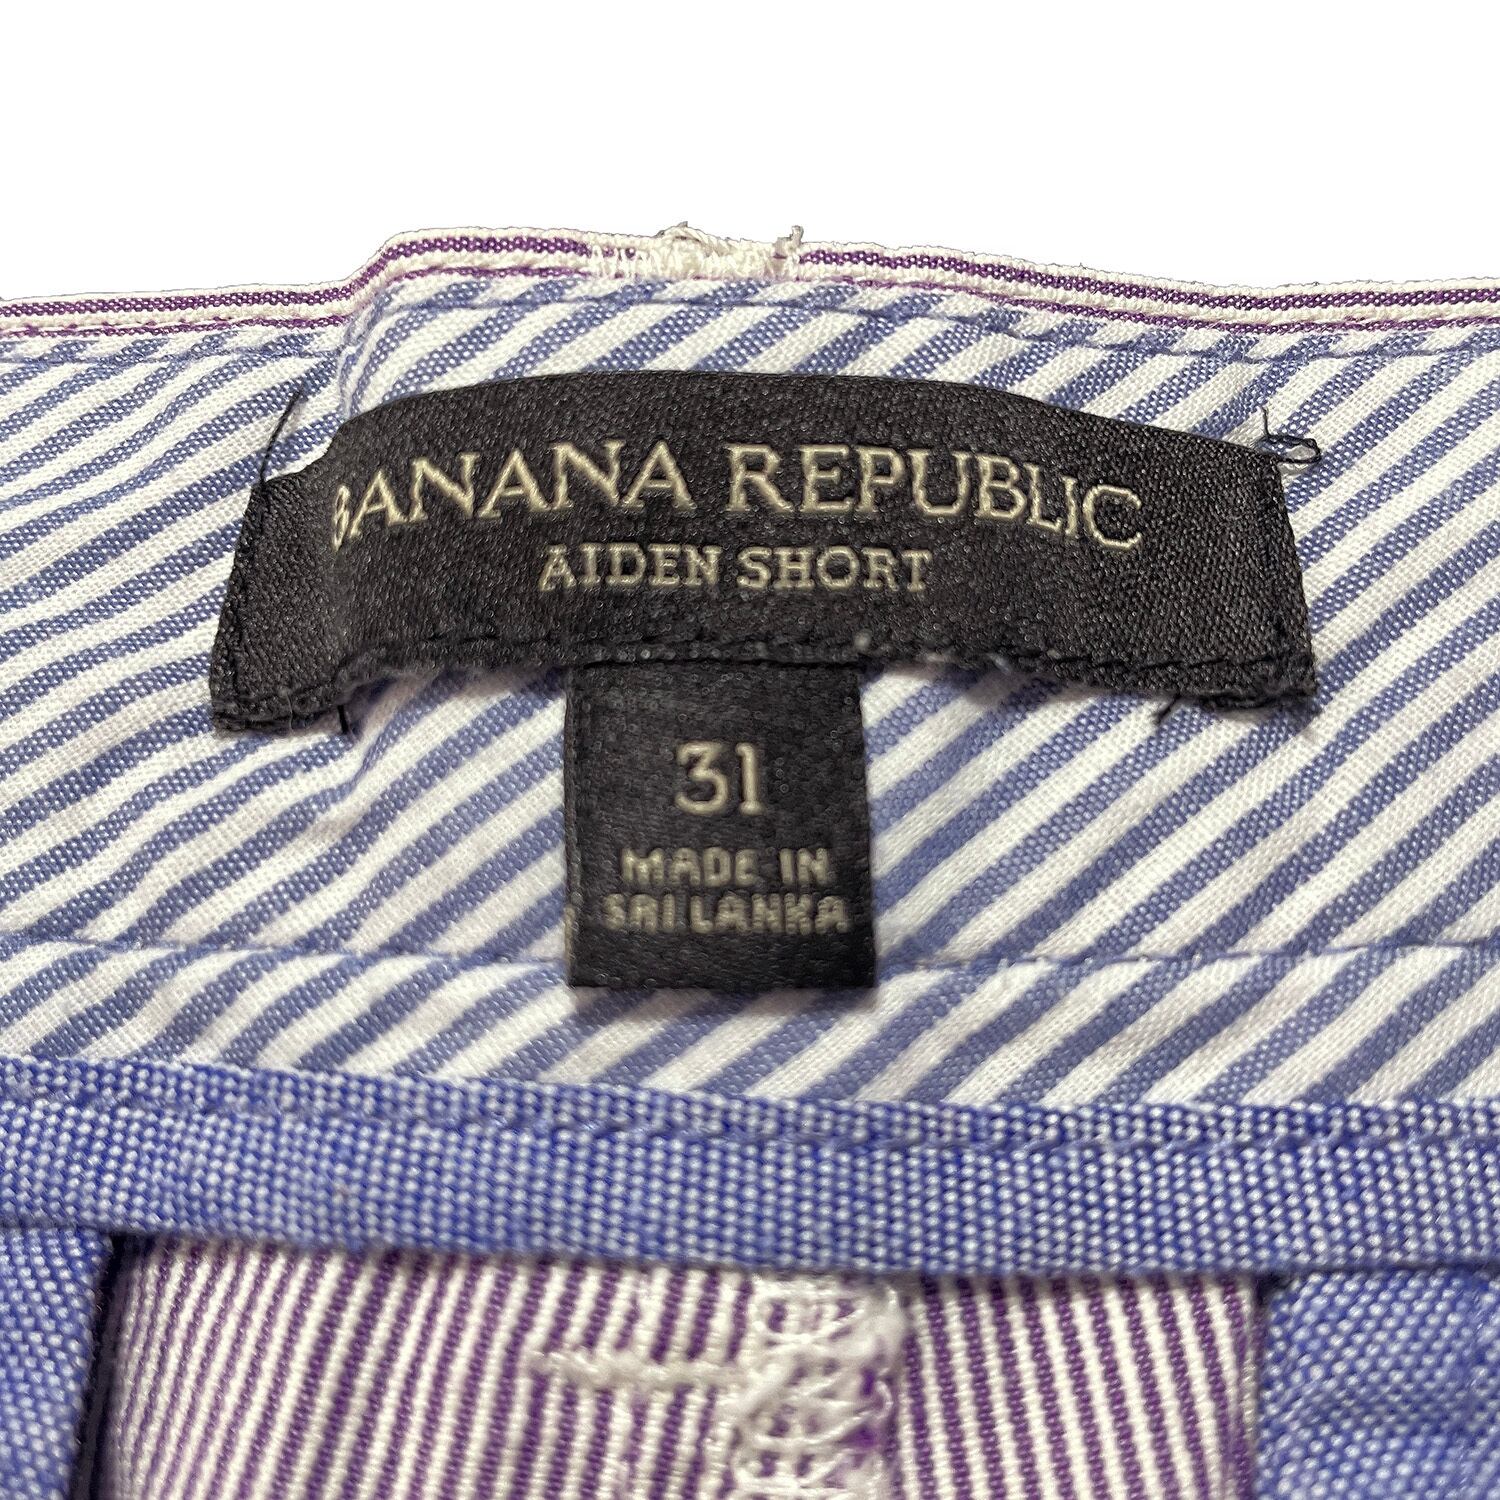 BANANA REPUBLIC
AIDEN SHORT
31
MADE IN
SRI LANKA